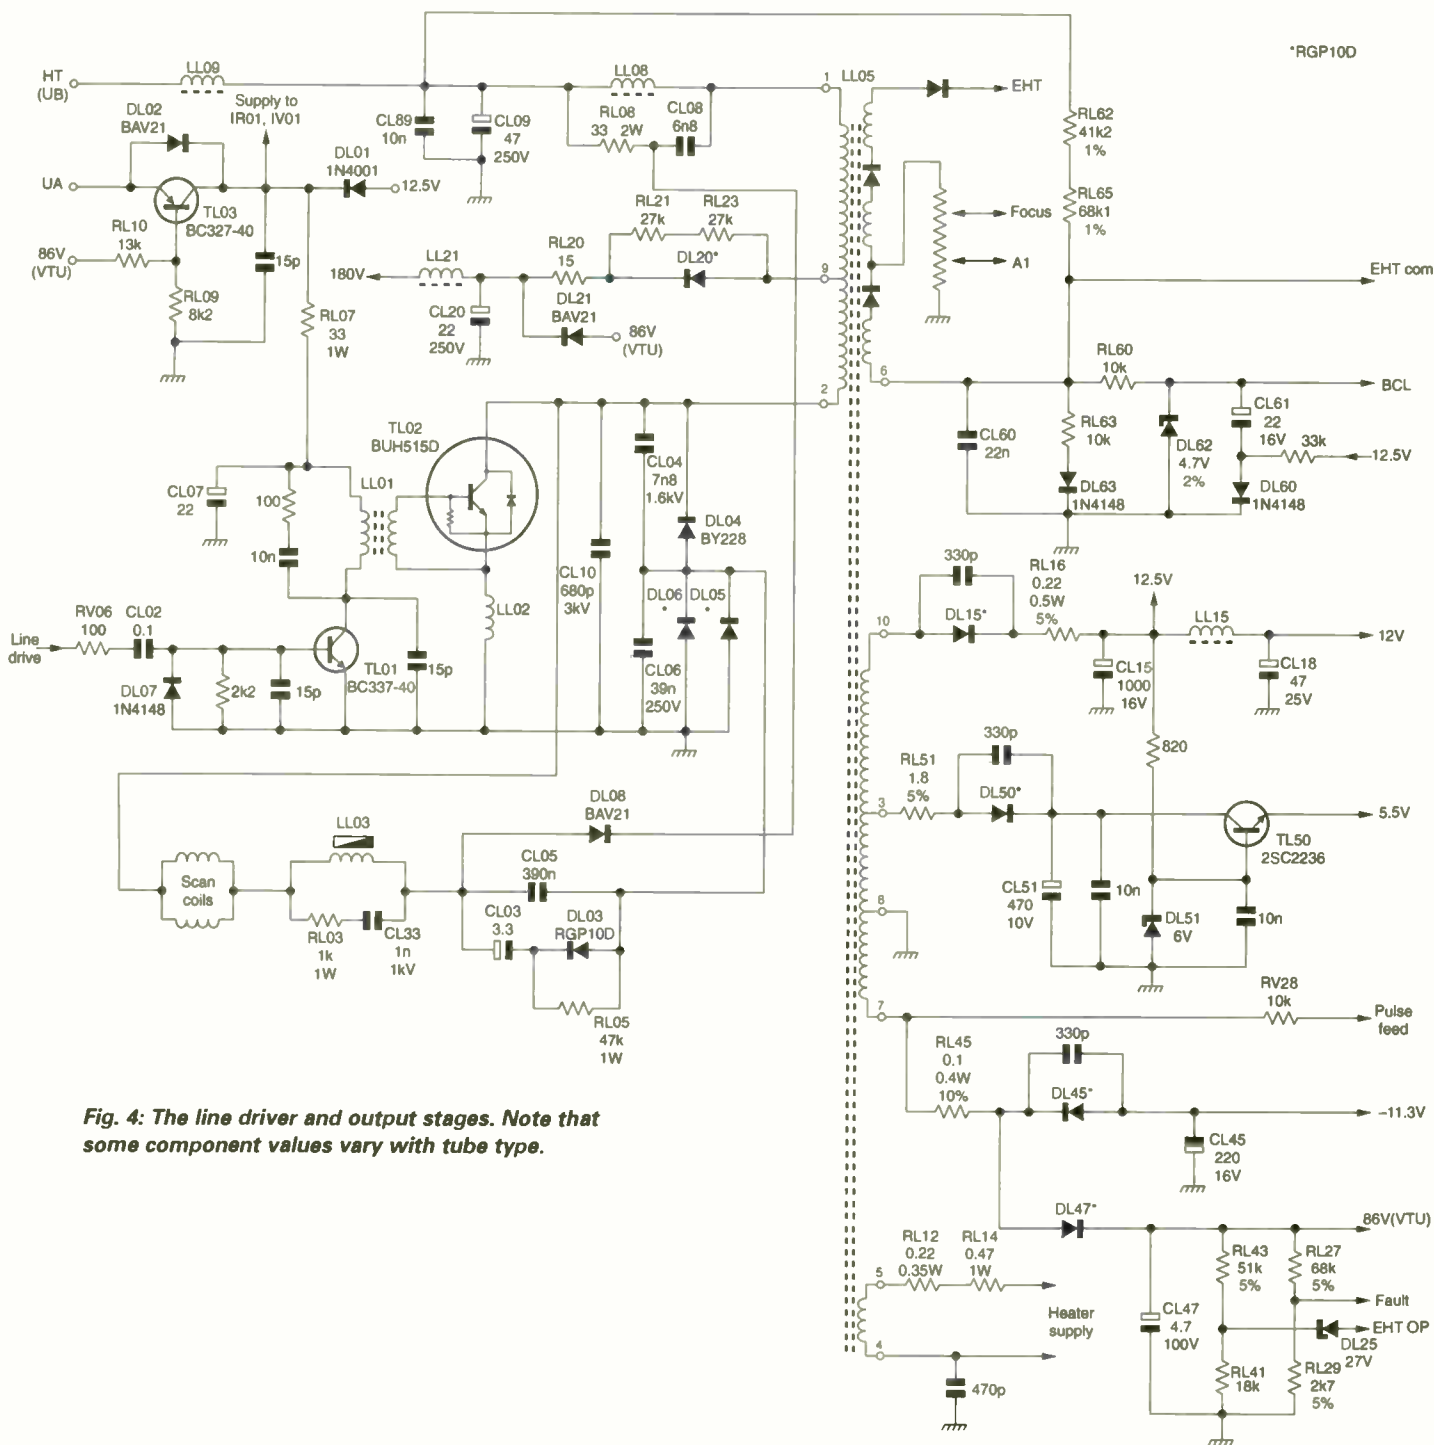 *RGP10D
HT
(UB)
LL09
DL02
BAV21
Supply to
IR01, IV01
UA
TL03
BC327-40
DL01
1N4001
12.5V
RL10
13k
86V
(VTU)
15p
RL09
8k2
RL07
33
1W
CL89
10n
CL09
47
250V
LL08
RL08
33 2W
CL08
6n8
1
LL05
EHT
Focus
A1
RL62
41k2
1%
RL65
68k1
1%
EHT com
RL21
27k
RL23
27k
RL20
15
DL20*
LL21
180V
CL20
22
250V
DL21
BAV21
86V
(VTU)
9
2
6
RL60
10k
BCL
CL60
22n
RL63
10k
DL63
1N4148
DL62
4.7V
2%
CL61
22
16V
33k
12.5V
DL60
1N4148
TL02
BUH515D
CL07
22
100
10n
LL01
CL04
7n8
1.6kV
DL04
BY228
CL10
680p
3kV
DL06
*
DL05
*
CL06
39n
250V
LL02
Line
drive
RV06
100
CL02
0.1
DL07
1N4148
2k2
15p
TL01
BC337-40
15p
330p
RL16
0.22
0.5W
5%
12.5V
10
DL15*
LL15
12V
CL15
1000
16V
CL18
47
25V
820
330p
RL51
1.8
5%
3
DL50*
5.5V
TL50
2SC2236
CL51
470
10V
10n
DL51
6V
10n
8
DL08
BAV21
LL03
Scan
coils
CL05
390n
RL03
1k
1W
CL33
1n
1kV
CL03
3.3
DL03
RGP10D
RL05
47k
1W
7
RV28
10k
Pulse
feed
RL45
0.1
0.4W
10%
330p
DL45*
-11.3V
CL45
220
16V
DL47*
86V(VTU)
RL43
51k
5%
RL27
68k
5%
Fault
EHT OP
DL25
27V
CL47
4.7
100V
RL41
18k
RL29
2k7
5%
5
RL12
0.22
0.35W
RL14
0.47
1W
Heater
supply
4
470p
Fig. 4: The line driver and output stages. Note that
some component values vary with tube type.